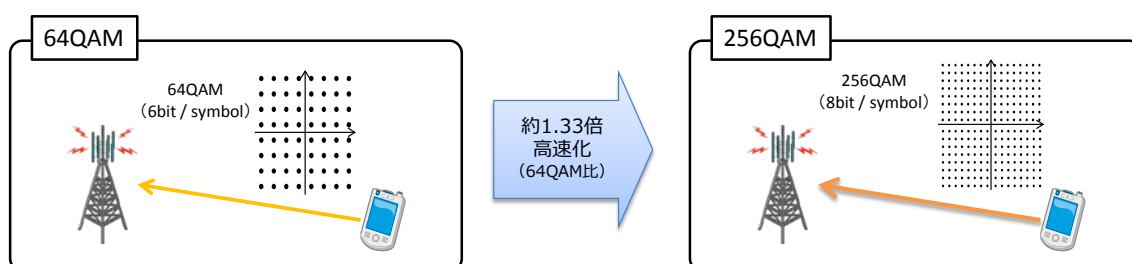 64QAM
64QAM
（6bit / symbol）
約1.33倍
高速化
（64QAM比）
256QAM
256QAM
（8bit / symbol）